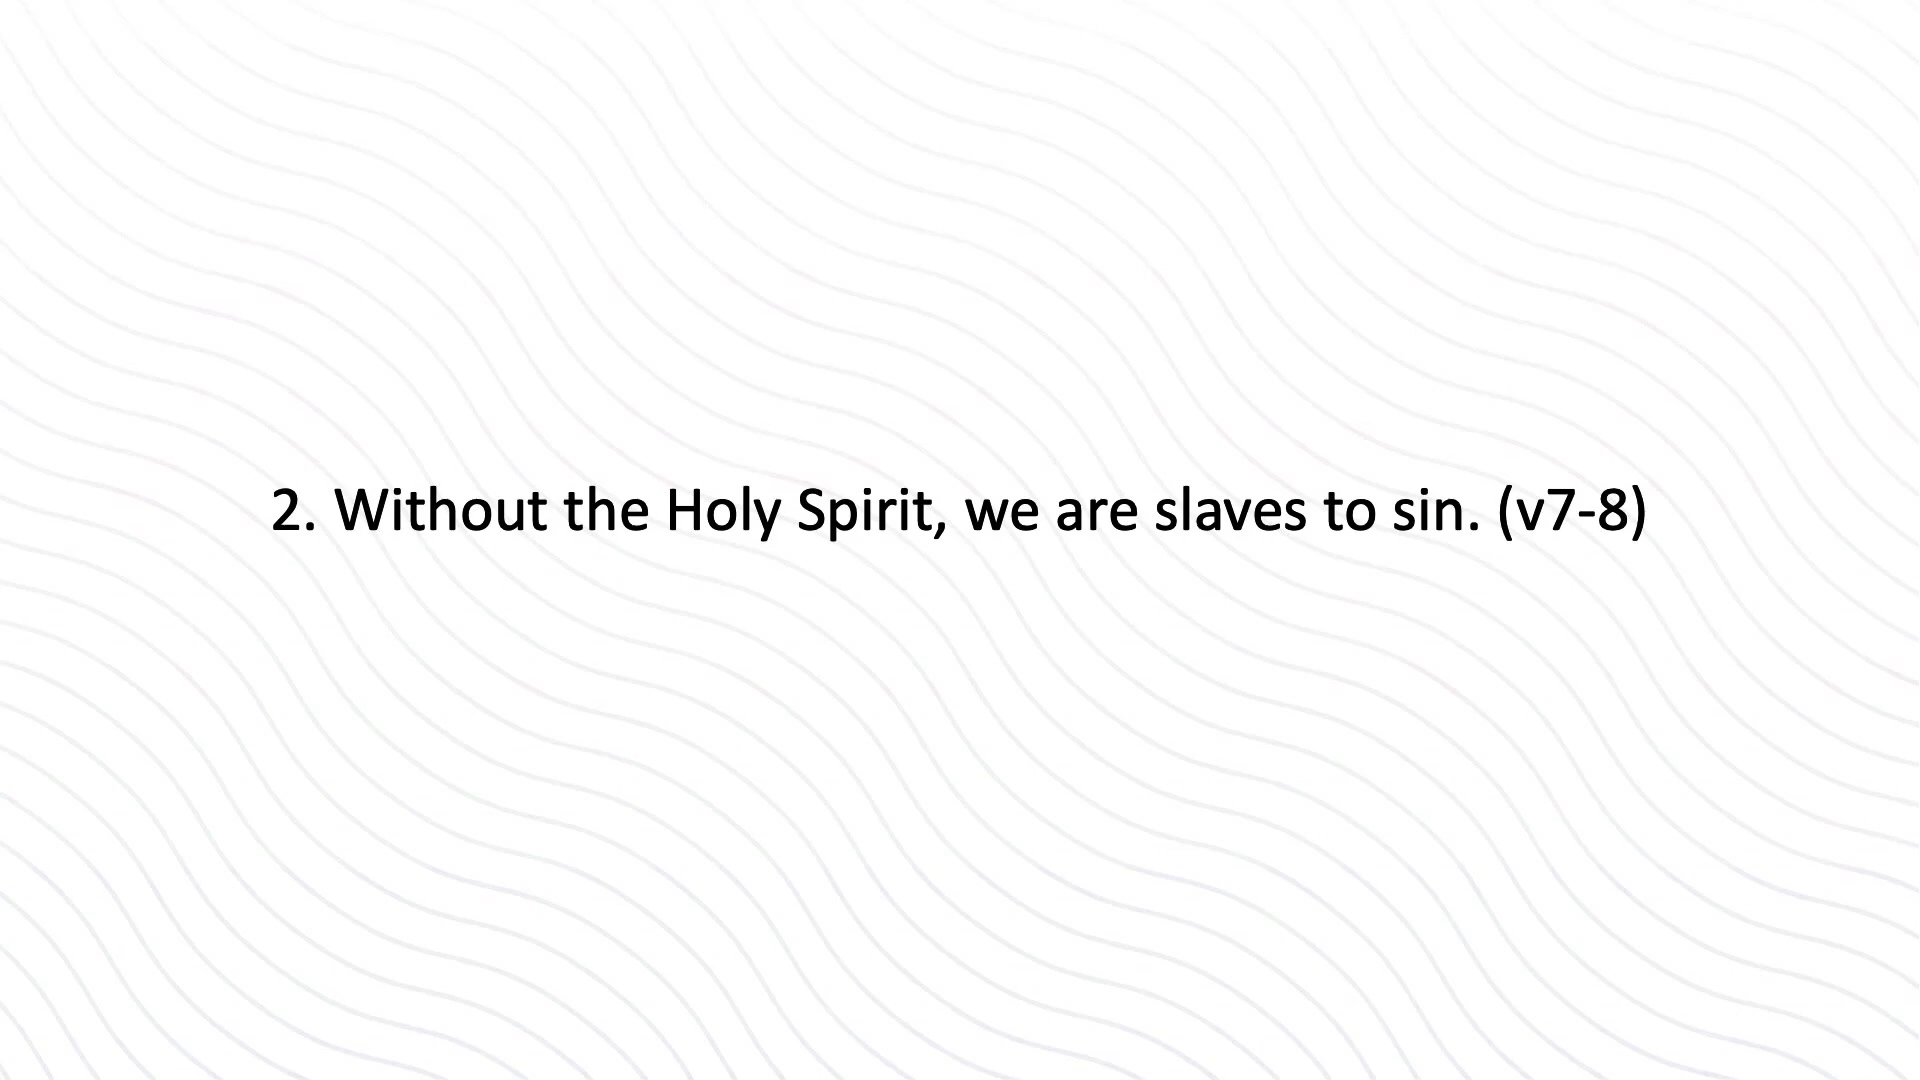 2. Without the Holy Spirit, we are slaves to sin. (v7-8)